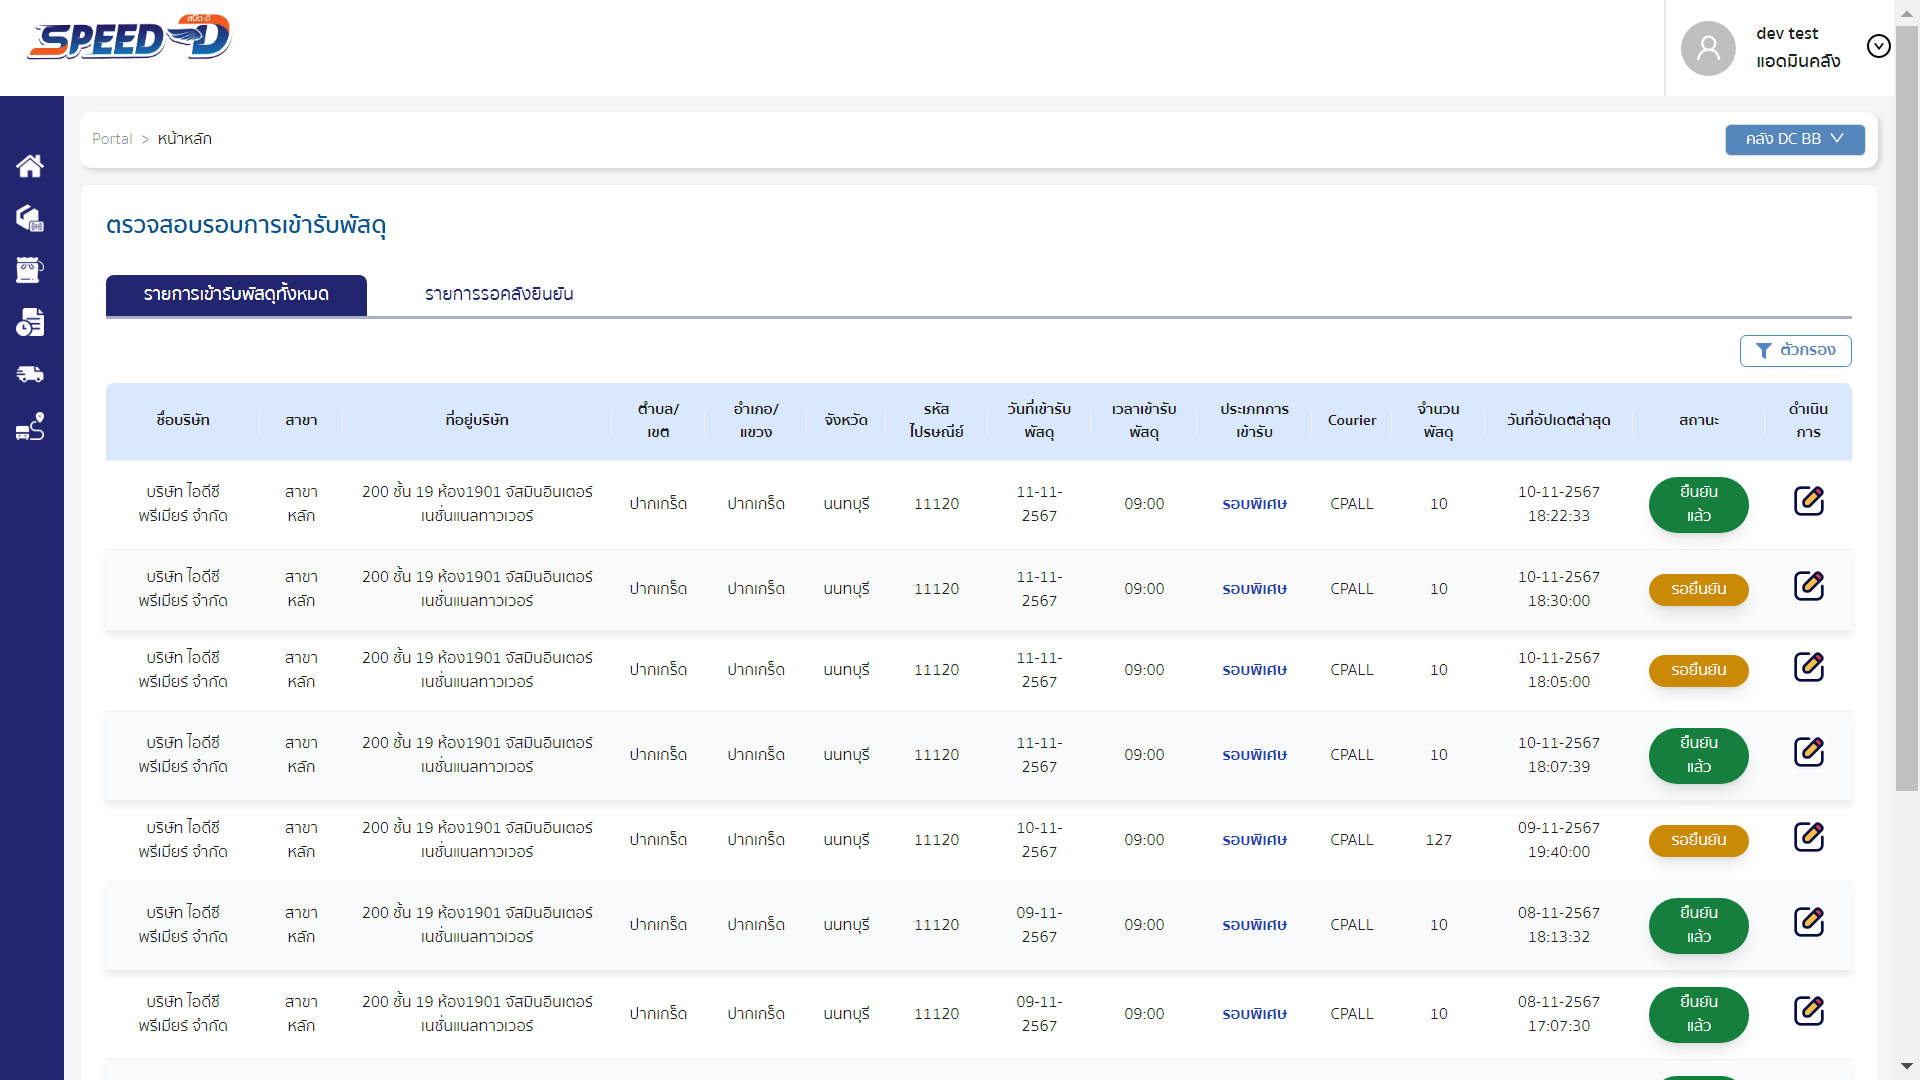 สปีด-ดี
SPEED-D
dev test
แอดมินคลัง
Portal > หน้าหลัก
คลัง DC BB
ตรวจสอบรอบการเข้ารับพัสดุ
รายการเข้ารับพัสดุทั้งหมด
รายการรอคลังยืนยัน
ตัวกรอง
ชื่อบริษัท สาขา ที่อยู่บริษัท ตำบล/ อำเภอ/ จังหวัด รหัส วันที่เข้ารับ เวลาเข้ารับ ประเภทการ Courier จำนวน วันที่อัปเดตล่าสุด สถานะ ดำเนิน
เขต แขวง ไปรษณีย์ พัสดุ พัสดุ เข้ารับ พัสดุ การ
บริษัท ไอดีซี สาขา 200 ชั้น 19 ห้อง1901 จัสมินอินเตอร์ ปากเกร็ด ปากเกร็ด นนทบุรี 11120 11-11- 09:00 รอบพิเศษ CPALL 10 10-11-2567 ยืนยัน
พรีเมียร์ จำกัด หลัก เนชั่นแนลทาวเวอร์ 2567 18:22:33 แล้ว
บริษัท ไอดีซี สาขา 200 ชั้น 19 ห้อง1901 จัสมินอินเตอร์ ปากเกร็ด ปากเกร็ด นนทบุรี 11120 11-11- 09:00 รอบพิเศษ CPALL 10 10-11-2567 รอยืนยัน
พรีเมียร์ จำกัด หลัก เนชั่นแนลทาวเวอร์ 2567 18:30:00
บริษัท ไอดีซี สาขา 200 ชั้น 19 ห้อง1901 จัสมินอินเตอร์ ปากเกร็ด ปากเกร็ด นนทบุรี 11120 11-11- 09:00 รอบพิเศษ CPALL 10 10-11-2567 รอยืนยัน
พรีเมียร์ จำกัด หลัก เนชั่นแนลทาวเวอร์ 2567 18:05:00
บริษัท ไอดีซี สาขา 200 ชั้น 19 ห้อง1901 จัสมินอินเตอร์ ปากเกร็ด ปากเกร็ด นนทบุรี 11120 11-11- 09:00 รอบพิเศษ CPALL 10 10-11-2567 ยืนยัน
พรีเมียร์ จำกัด หลัก เนชั่นแนลทาวเวอร์ 2567 18:07:39 แล้ว
บริษัท ไอดีซี สาขา 200 ชั้น 19 ห้อง1901 จัสมินอินเตอร์ ปากเกร็ด ปากเกร็ด นนทบุรี 11120 10-11- 09:00 รอบพิเศษ CPALL 127 09-11-2567 รอยืนยัน
พรีเมียร์ จำกัด หลัก เนชั่นแนลทาวเวอร์ 2567 19:40:00
บริษัท ไอดีซี สาขา 200 ชั้น 19 ห้อง1901 จัสมินอินเตอร์ ปากเกร็ด ปากเกร็ด นนทบุรี 11120 09-11- 09:00 รอบพิเศษ CPALL 10 08-11-2567 ยืนยัน
พรีเมียร์ จำกัด หลัก เนชั่นแนลทาวเวอร์ 2567 18:13:32 แล้ว
บริษัท ไอดีซี สาขา 200 ชั้น 19 ห้อง1901 จัสมินอินเตอร์ ปากเกร็ด ปากเกร็ด นนทบุรี 11120 09-11- 09:00 รอบพิเศษ CPALL 10 08-11-2567 ยืนยัน
พรีเมียร์ จำกัด หลัก เนชั่นแนลทาวเวอร์ 2567 17:07:30 แล้ว